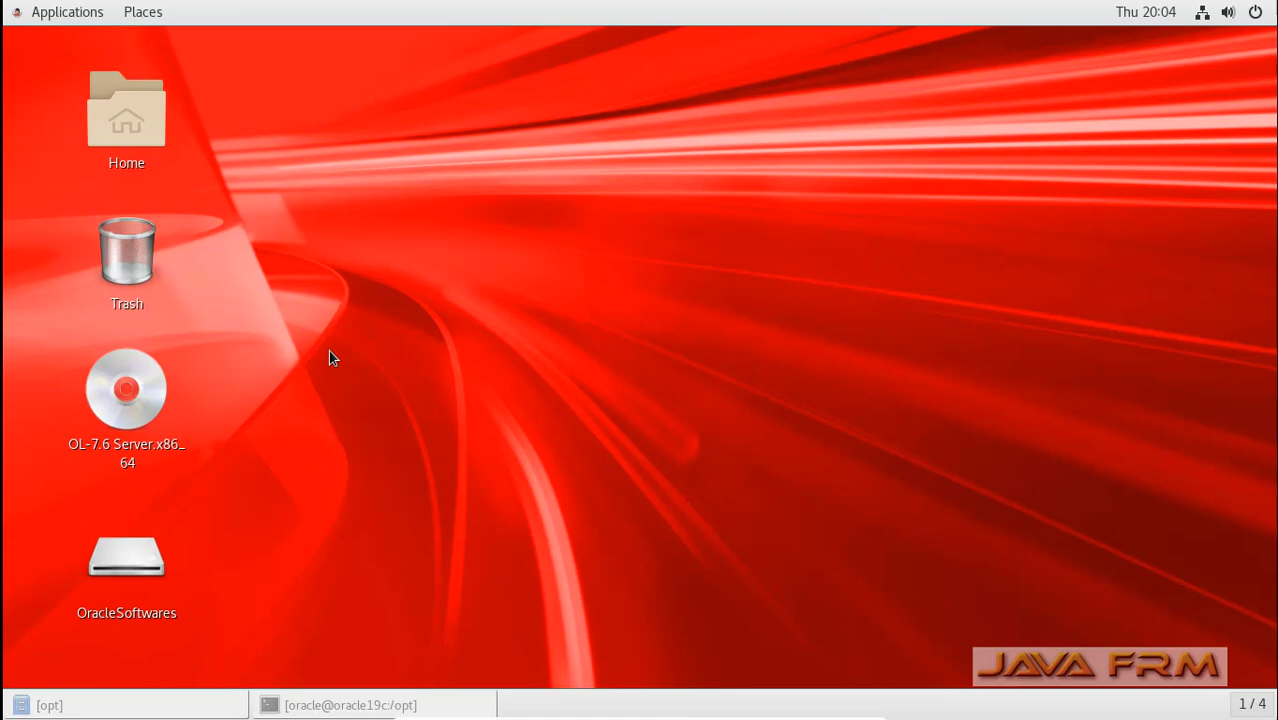 Applications Places Thu 20:04
Home
Trash
OL-7.6 Server.x86_
64
OracleSoftwares
JAVA FRM
[opt] [oracle@oracle19c:/opt] 1 / 4